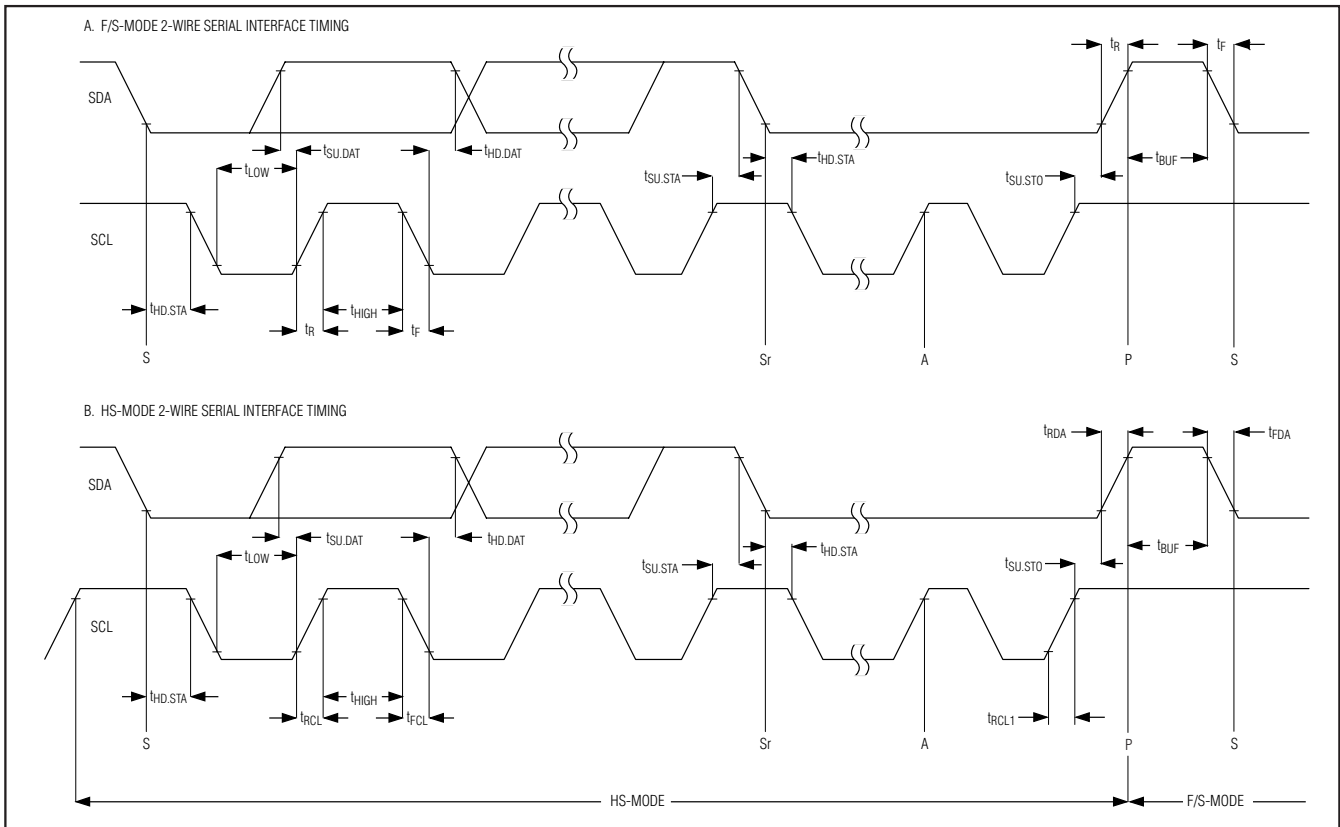 A. F/S-MODE 2-WIRE SERIAL INTERFACE TIMING
tR
tF
SDA
tSU.DAT
tHD.DAT
tHD.STA
tBUF
tLOW
tSU.STA
tSU.STO
SCL
tHD.STA
tR
tHIGH
tF
S
Sr
A
P
S
B. HS-MODE 2-WIRE SERIAL INTERFACE TIMING
tRDA
tFDA
SDA
tSU.DAT
tHD.DAT
tHD.STA
tBUF
tLOW
tSU.STA
tSU.STO
SCL
tHD.STA
tRCL
tHIGH
tFCL
tRCL1
S
Sr
A
P
S
HS-MODE
F/S-MODE